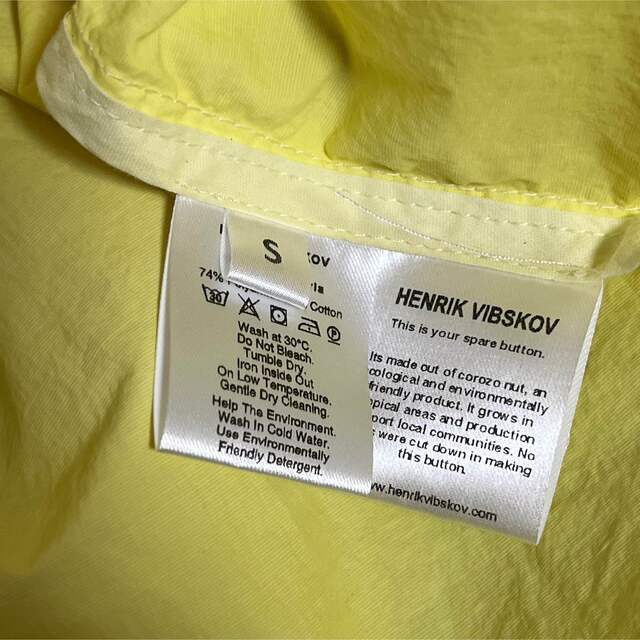 S
KOV
74%
Cotton
30
P
Wash at 30°C.
Do Not Bleach.
Tumble Dry.
Iron Inside Out
On Low Temperature.
Gentle Dry Cleaning.
Help The Environment.
Wash In Cold Water.
Use Environmentally
Friendly Detergent.
HENRIK VIBSKOV
This is your spare button.
Its made out of corozo nut, an
cological and environmentally
friendly product. It grows in
opical areas and production
port local communities. No
were cut down in making
this button.
www.henrikvibskov.com